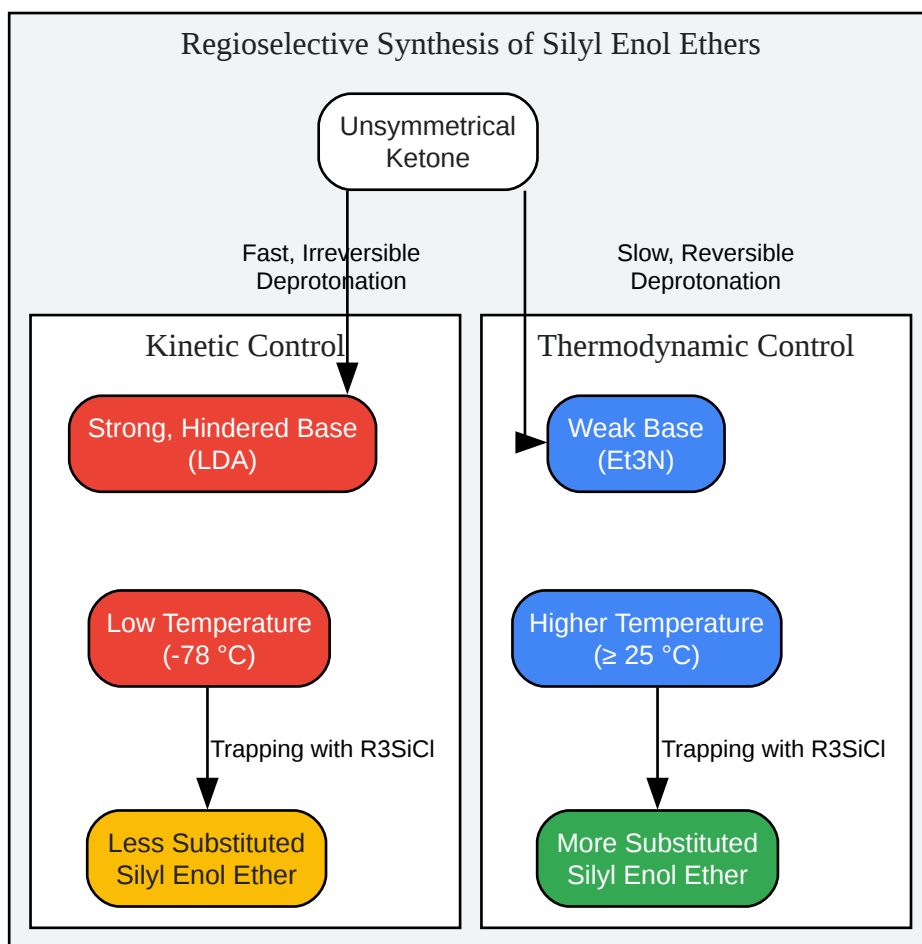 Regioselective Synthesis of Silyl Enol Ethers
Unsymmetrical
Ketone
Fast, Irreversible
Deprotonation
Slow, Reversible
Deprotonation
Kinetic Control
Strong, Hindered Base
(LDA)
Low Temperature
(-78 °C)
Trapping with R3SiCl
Less Substituted
Silyl Enol Ether
Thermodynamic Control
Weak Base
(Et3N)
Higher Temperature
(≥ 25 °C)
Trapping with R3SiCl
More Substituted
Silyl Enol Ether